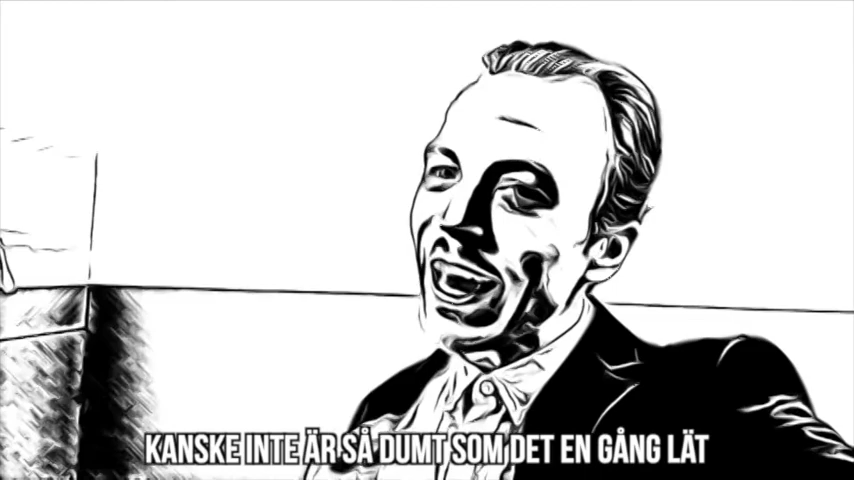 KANSKE INTE ÄR SÅ DUMT SOM DET EN GÅNG LÄT